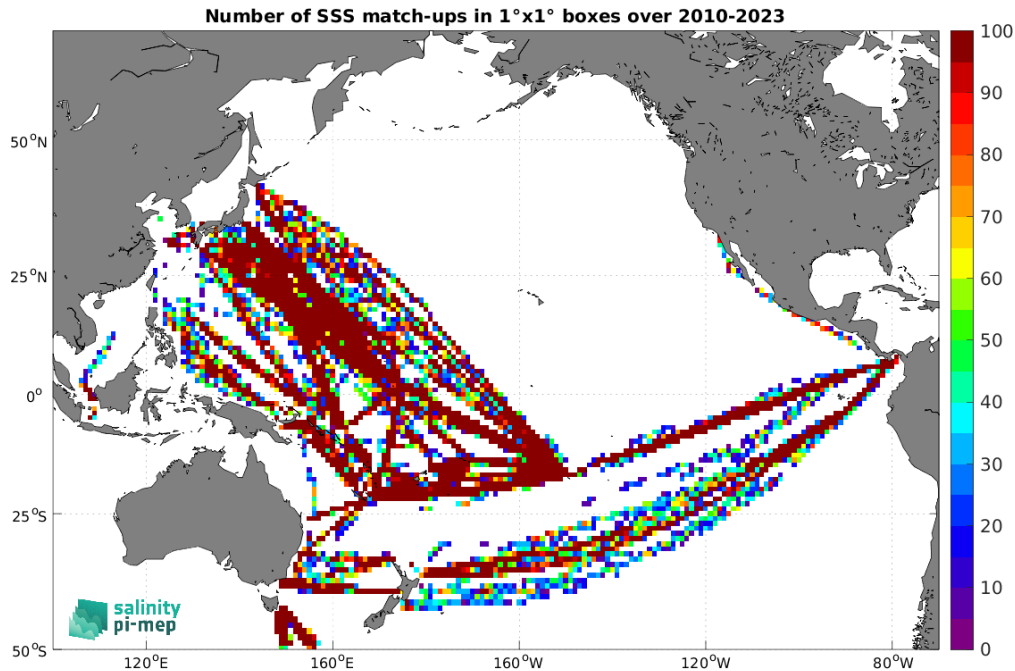 Number of SSS match-ups in 1°x1° boxes over 2010-2023
50°N
25°N
0°
25°S
50°S
120°E
160°E
160°W
120°W
80°W
100
90
80
70
60
50
40
30
20
10
0
salinity
pi-mep